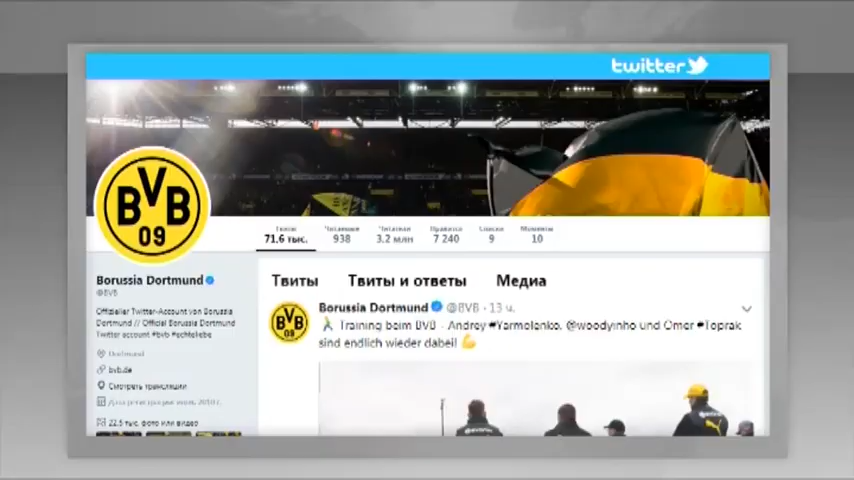 twitter
BVB
09
Твиты
Читаемые
Читатели
Нравится
Списки
Моменты
71,6 тыс.
938
3,2 млн
7 240
9
10
Borussia Dortmund
@BVB
Offizieller Twitter-Account von Borussia
Dortmund // Official Borussia Dortmund
Twitter account #bvb #echteliebe
Dortmund
bvb.de
Смотреть трансляции
22,5 тыс. фото или видео
Твиты
Твиты и ответы
Медиа
BVB
09
Borussia Dortmund @BVB · 13 ч.
Training beim BVB - Andrey #Yarmolenko, @woodyinho und Ömer #Toprak
sind endlich wieder dabei!